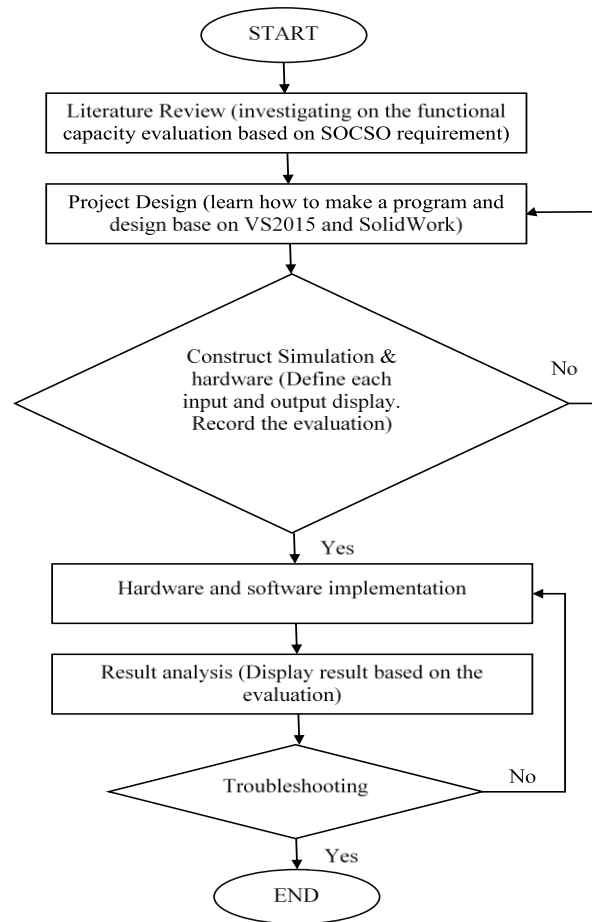 START
Literature Review (investigating on the functional
capacity evaluation based on SOCSO requirement)
Project Design (learn how to make a program and
design base on VS2015 and SolidWork)
Construct Simulation &
hardware (Define each
input and output display.
Record the evaluation)
No
Yes
Hardware and software implementation
Result analysis (Display result based on the
evaluation)
Troubleshooting
No
Yes
END